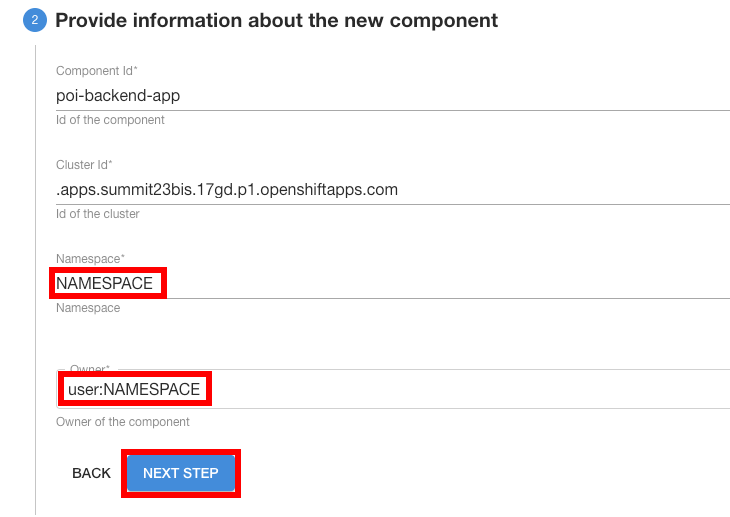 2 Provide information about the new component
Component Id*
poi-backend-app
Id of the component
Cluster Id*
.apps.summit23bis.17gd.p1.openshiftapps.com
Id of the cluster
Namespace*
NAMESPACE
Namespace
Owner*
user:NAMESPACE
Owner of the component
BACK NEXT STEP